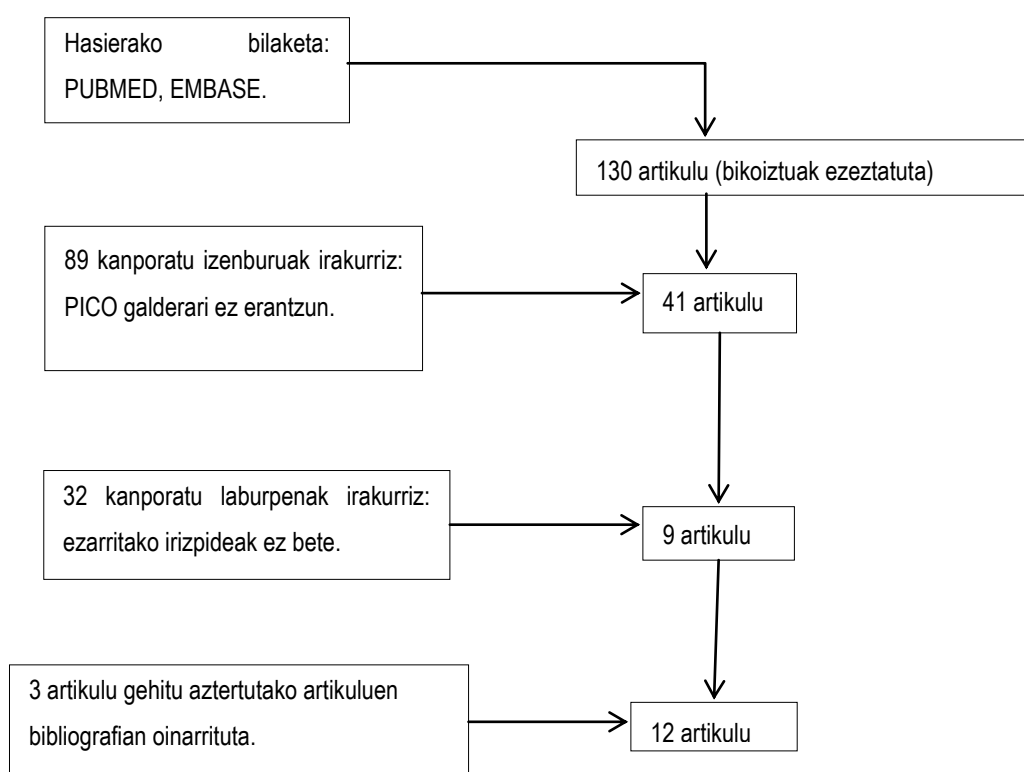 Hasierako bilaketa:
PUBMED, EMBASE.
130 artikulu (bikoiztuak ezeztatuta)
89 kanporatu izenburuak irakurriz:
PICO galderari ez erantzun.
41 artikulu
32 kanporatu laburpenak irakurriz:
ezarritako irizpideak ez bete.
9 artikulu
3 artikulu gehitu aztertutako artikuluen
bibliografian oinarrituta.
12 artikulu